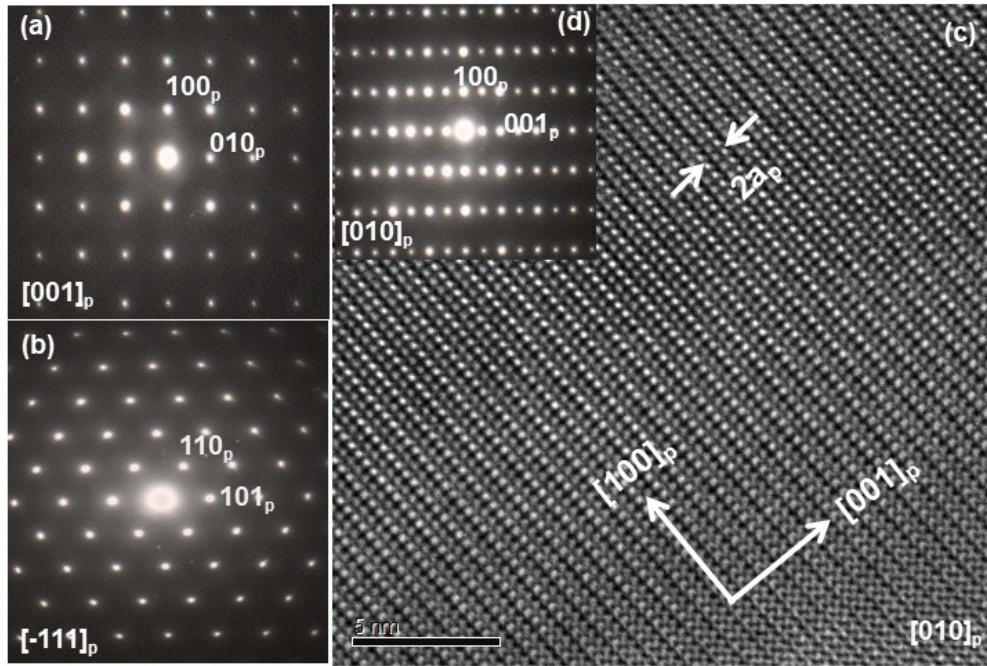 (a)
100ₚ
010ₚ
[001]ₚ
(b)
110ₚ
101ₚ
[-111]ₚ
(d)
100ₚ
001ₚ
[010]ₚ
(c)
2aₚ
[100]ₚ
[001]ₚ
5 nm
[010]ₚ